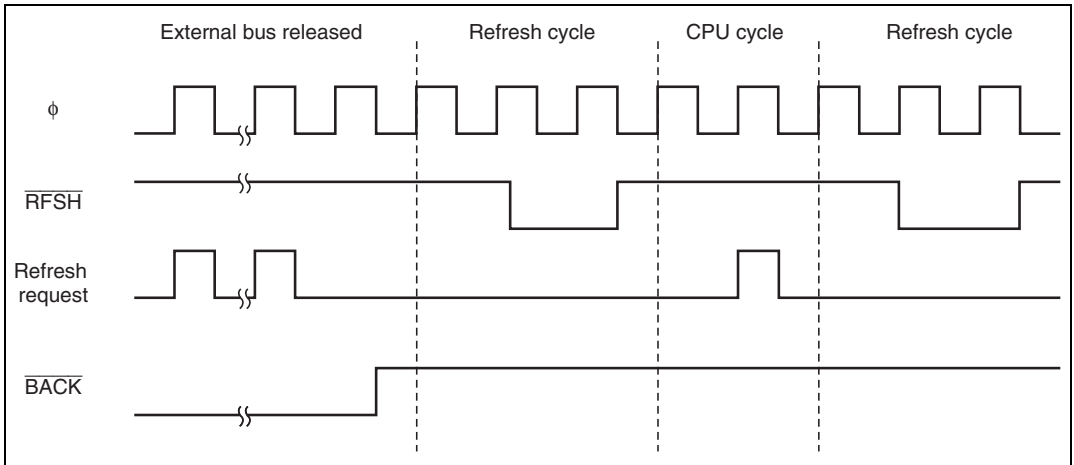 External bus released Refresh cycle CPU cycle Refresh cycle
ϕ
RFSH
Refresh
request
BACK